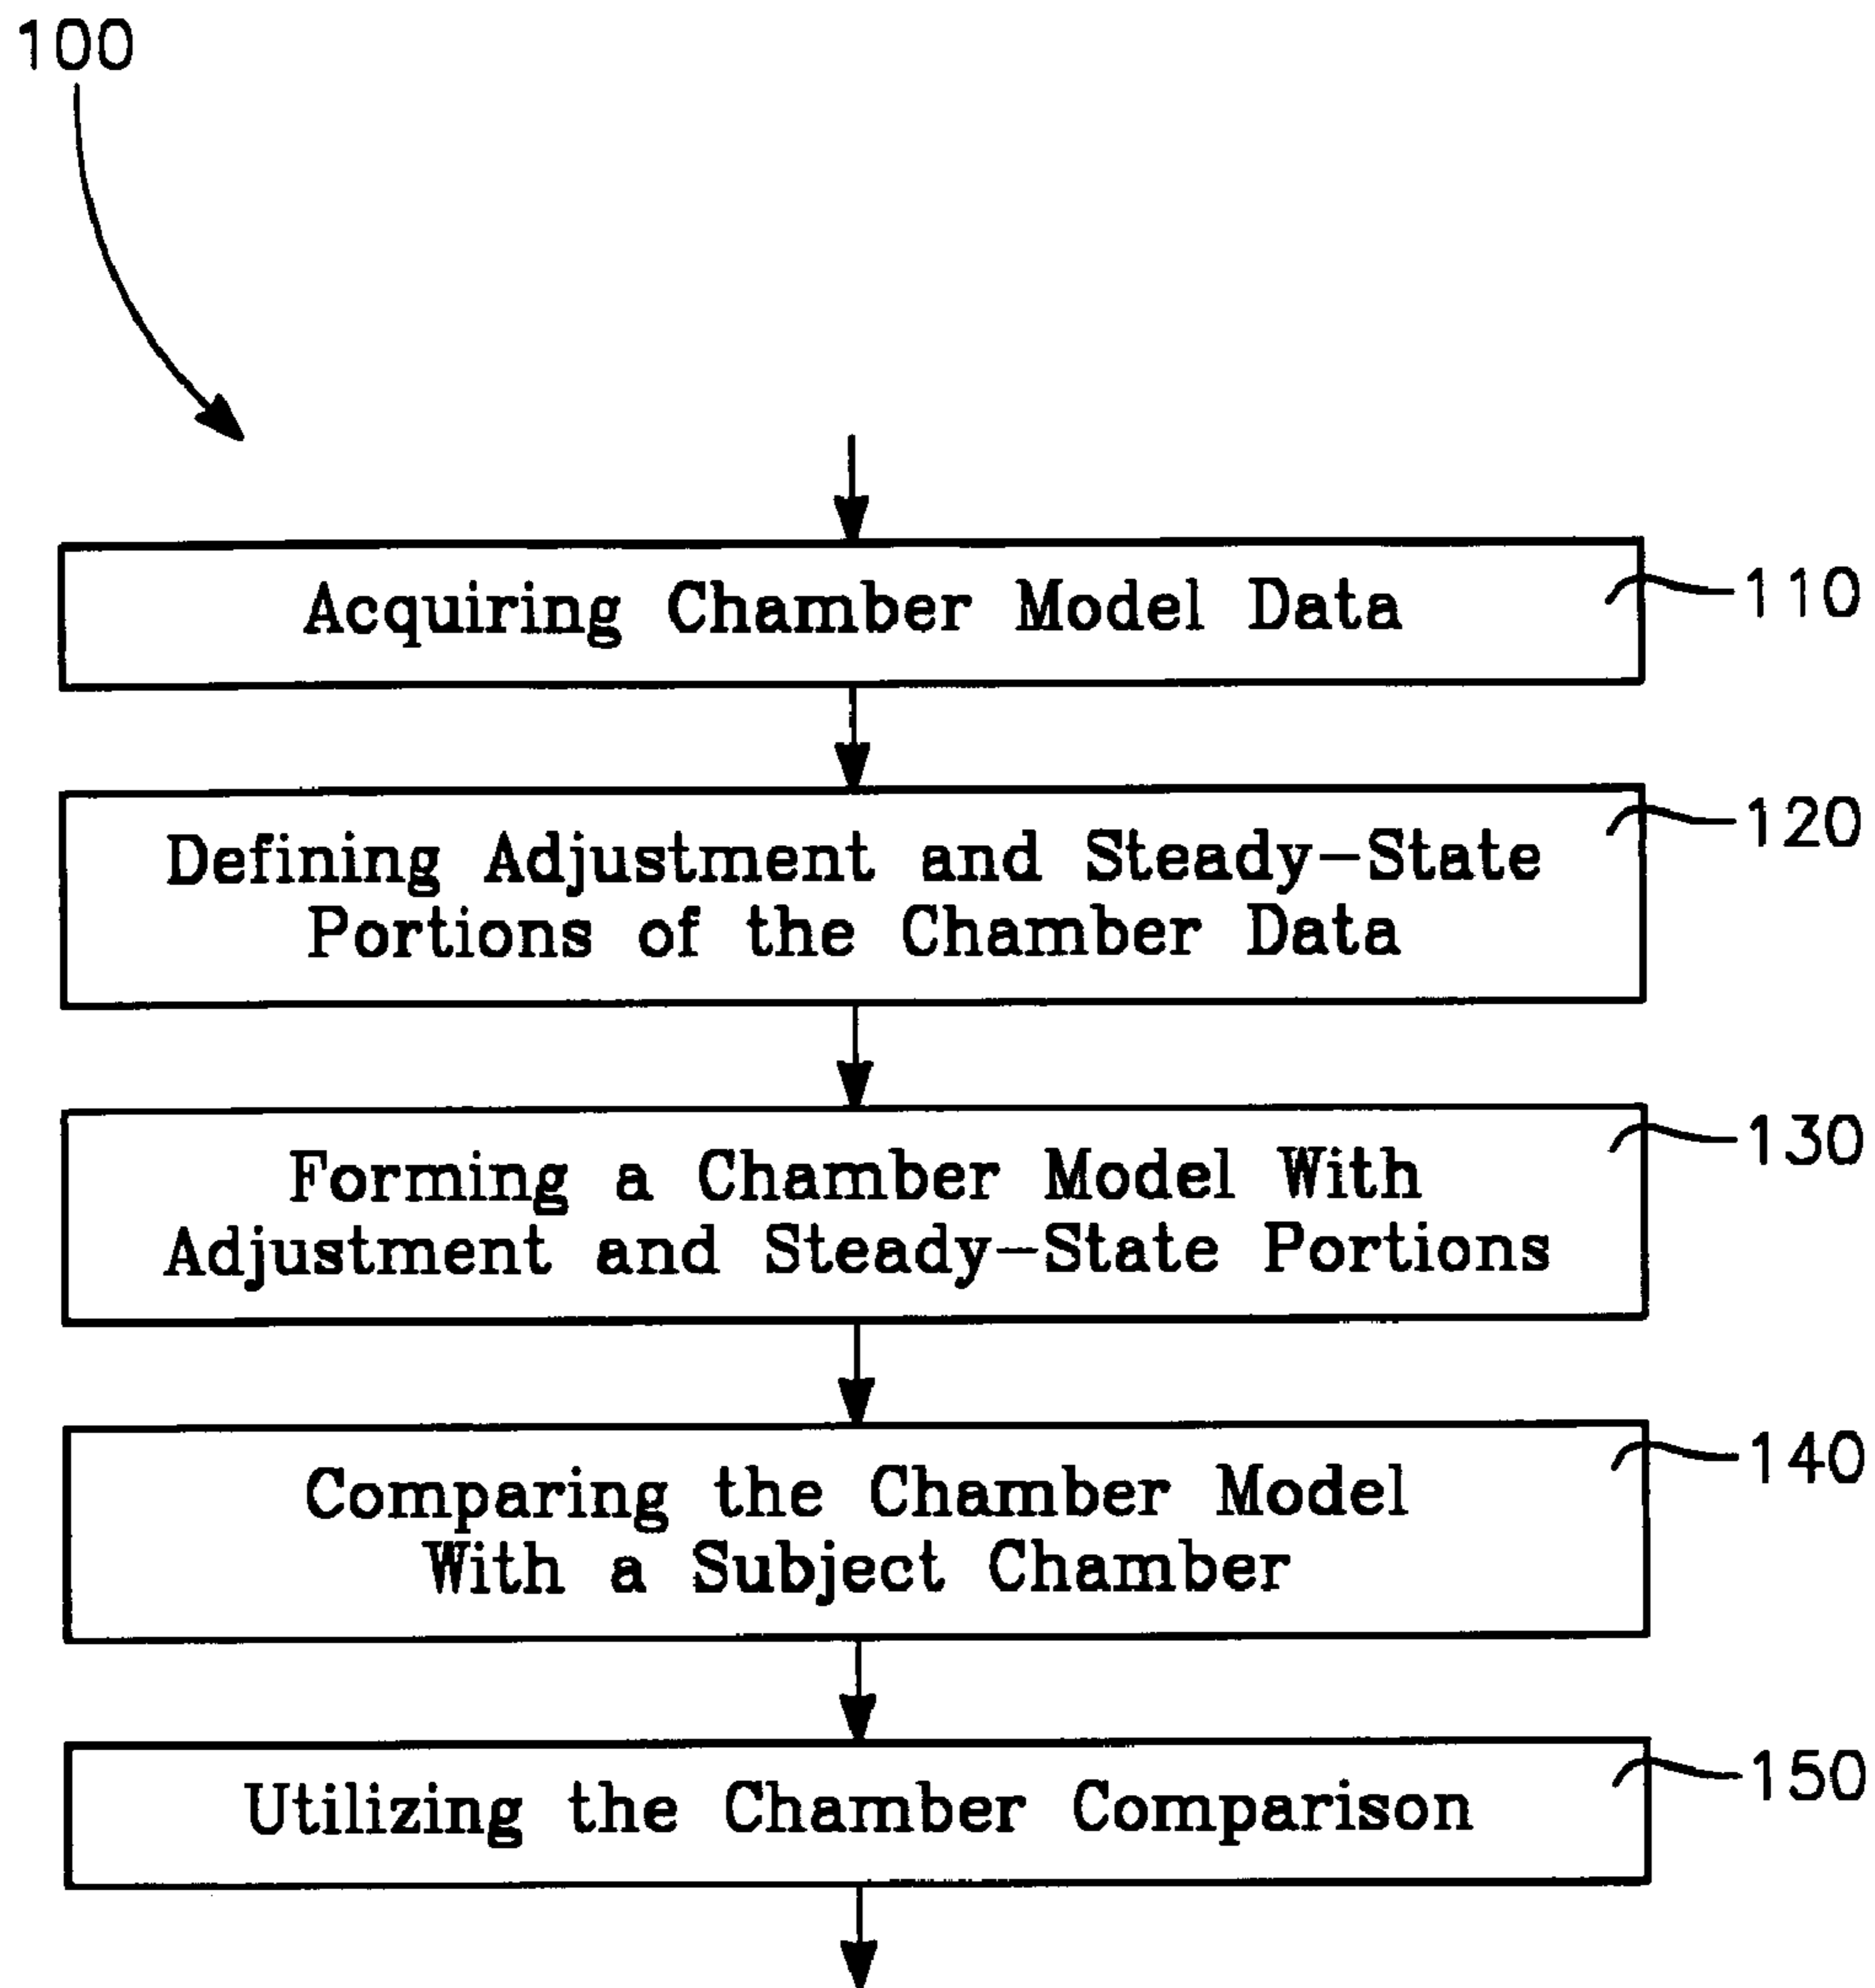 100
Acquiring Chamber Model Data
110
Defining Adjustment and Steady-State
Portions of the Chamber Data
120
Forming a Chamber Model With
Adjustment and Steady-State Portions
130
Comparing the Chamber Model
With a Subject Chamber
140
Utilizing the Chamber Comparison
150